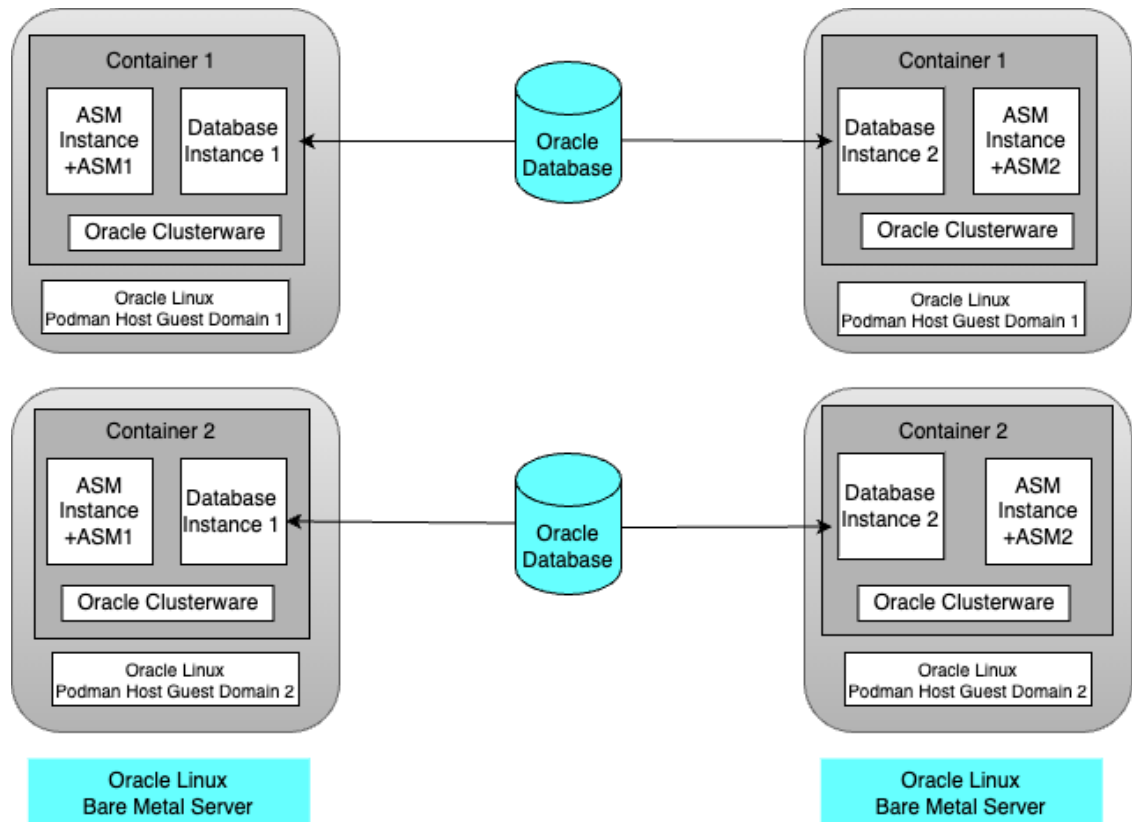 Container 1
ASM
Instance
+ASM1
Database
Instance 1
Oracle Clusterware
Oracle Linux
Podman Host Guest Domain 1
Oracle
Database
Container 1
Database
Instance 2
ASM
Instance
+ASM2
Oracle Clusterware
Oracle Linux
Podman Host Guest Domain 1
Container 2
ASM
Instance
+ASM1
Database
Instance 1
Oracle Clusterware
Oracle Linux
Podman Host Guest Domain 2
Oracle
Database
Container 2
Database
Instance 2
ASM
Instance
+ASM2
Oracle Clusterware
Oracle Linux
Podman Host Guest Domain 2
Oracle Linux
Bare Metal Server
Oracle Linux
Bare Metal Server